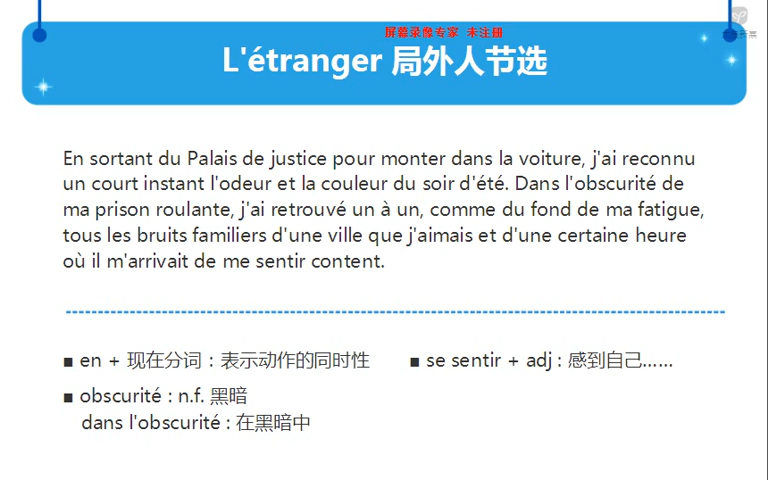 屏幕录像专家 未注册
L'étranger 局外人节选
En sortant du Palais de justice pour monter dans la voiture, j'ai reconnu
un court instant l'odeur et la couleur du soir d'été. Dans l'obscurité de
ma prison roulante, j'ai retrouvé un à un, comme du fond de ma fatigue,
tous les bruits familiers d'une ville que j'aimais et d'une certaine heure
où il m'arrivait de me sentir content.
■ en + 现在分词：表示动作的同时性
■ se sentir + adj : 感到自己……
■ obscurité : n.f. 黑暗
dans l'obscurité : 在黑暗中